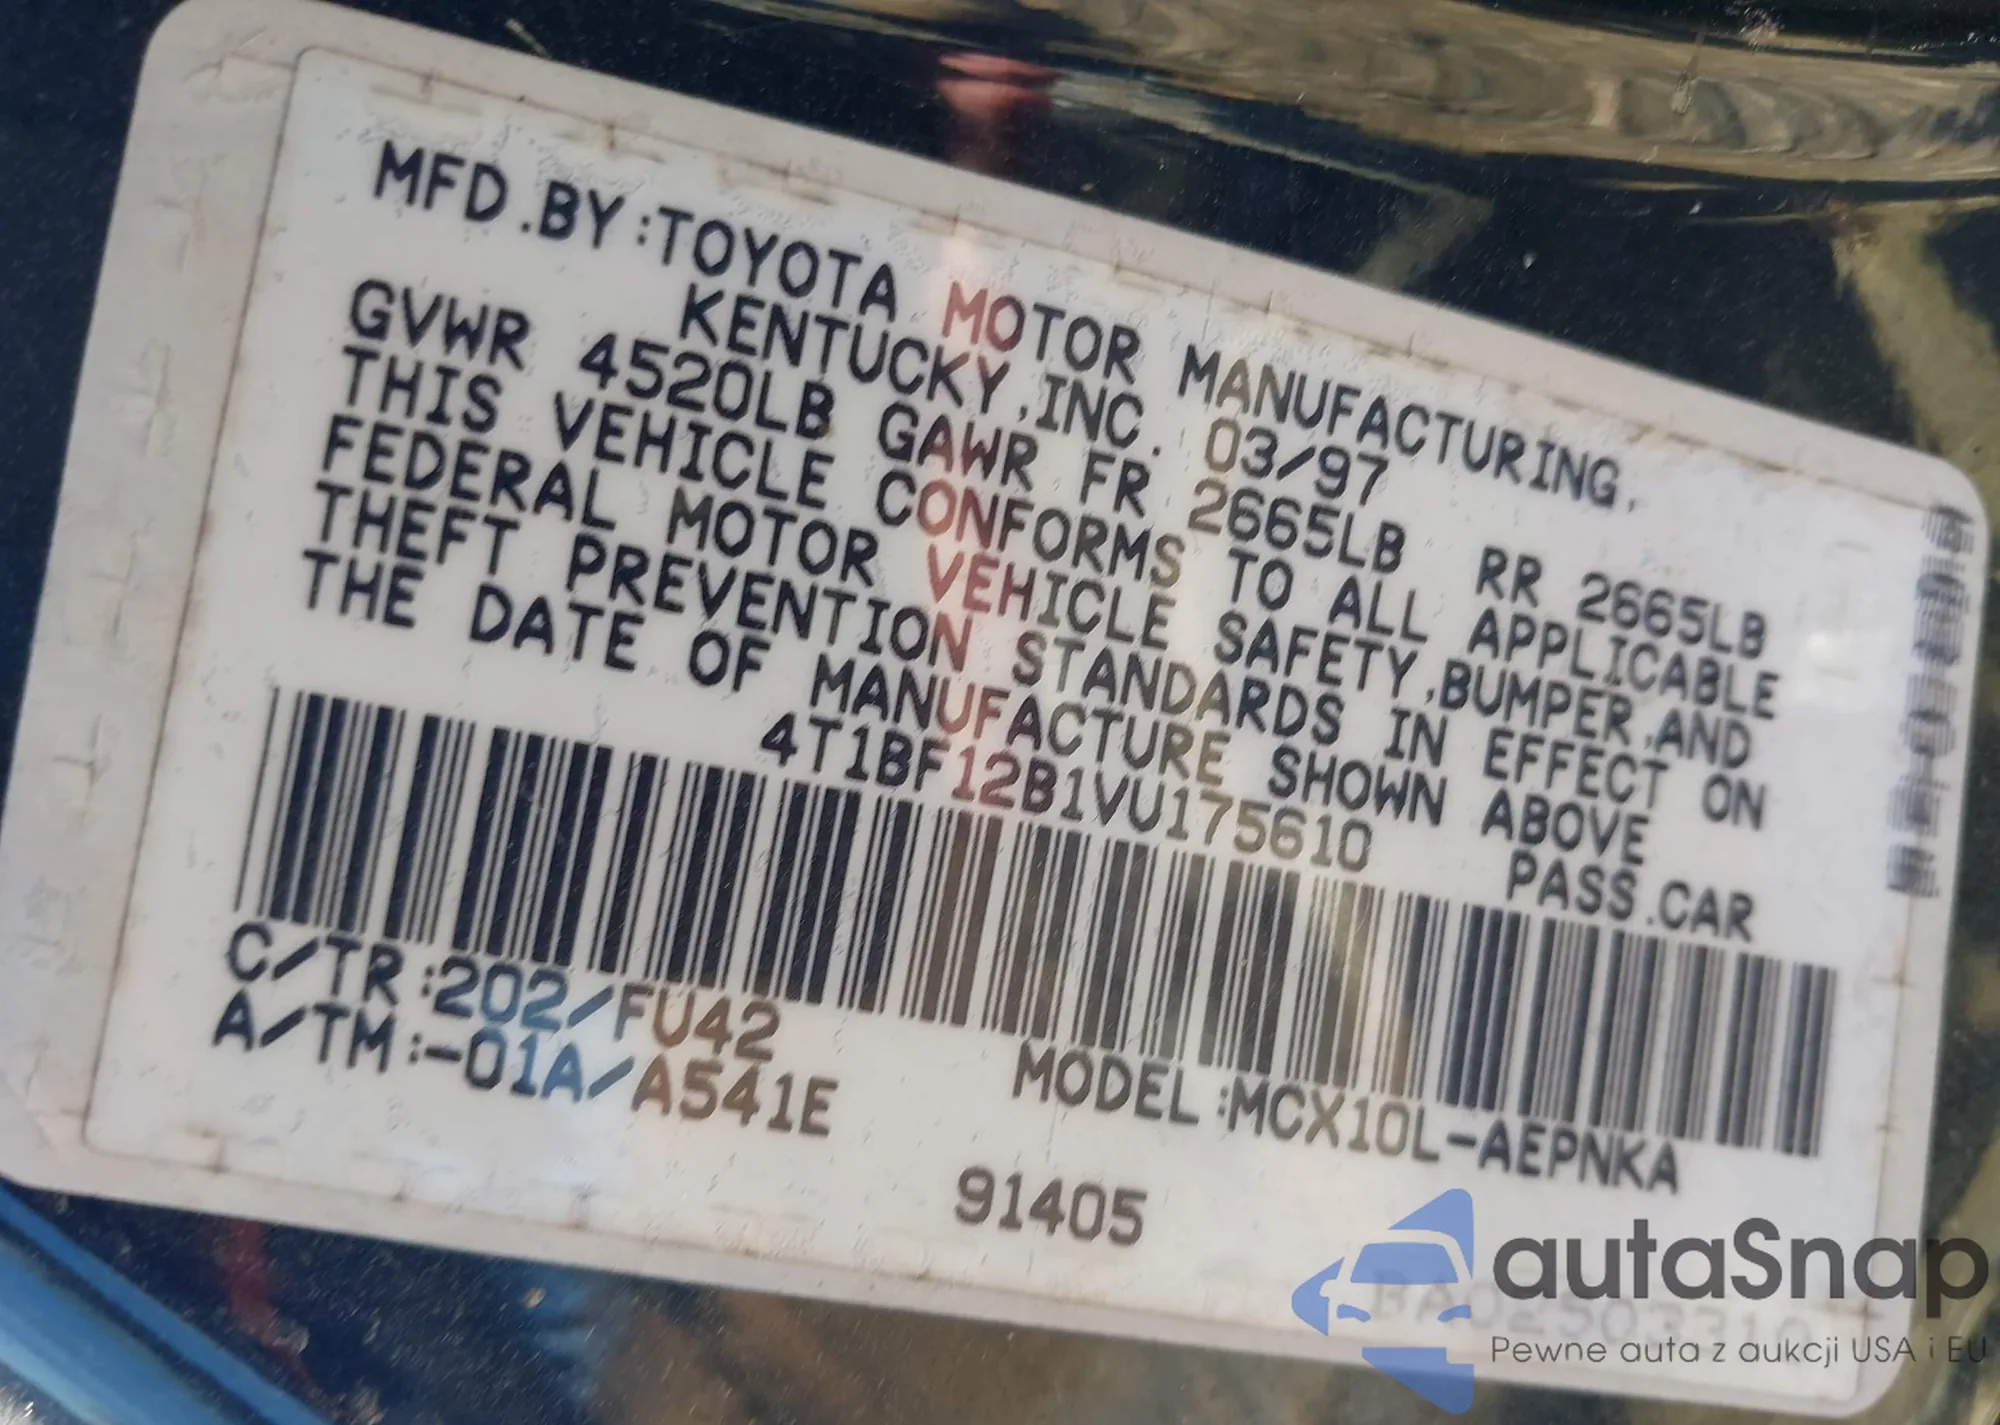 MFD.BY:TOYOTA MOTOR MANUFACTURING,
KENTUCKY,INC. 03/97
GVWR 4520LB GAWR FR 2665LB RR 2665LB
THIS VEHICLE CONFORMS TO ALL APPLICABLE
FEDERAL MOTOR VEHICLE SAFETY,BUMPER,AND
THEFT PREVENTION STANDARDS IN EFFECT ON
THE DATE OF MANUFACTURE SHOWN ABOVE
4T1BF12B1VU175610 PASS.CAR
C/TR:202/FU42
A/TM:-01A/A541E
MODEL:MCX10L-AEPNKA
91405
autaSnap
Pewne auta z aukcji USA i EU